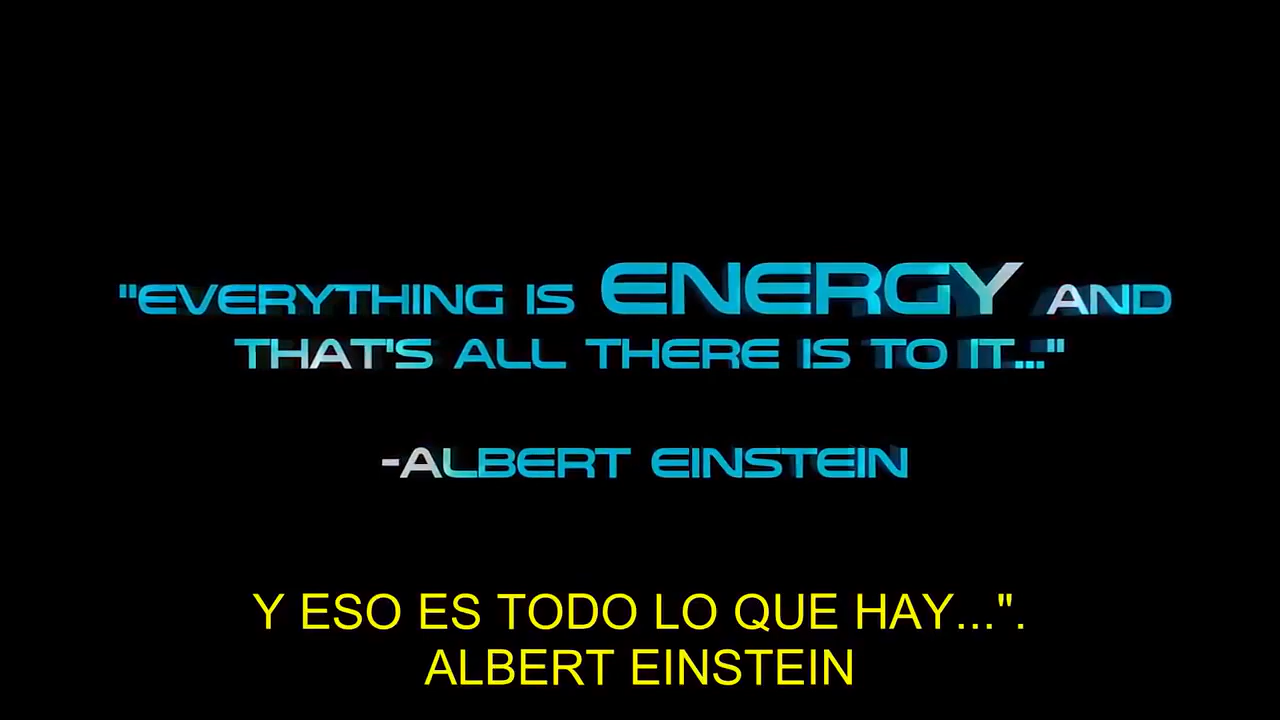 "EVERYTHING IS ENERGY AND
THAT'S ALL THERE IS TO IT..."
-ALBERT EINSTEIN
Y ESO ES TODO LO QUE HAY...".
ALBERT EINSTEIN